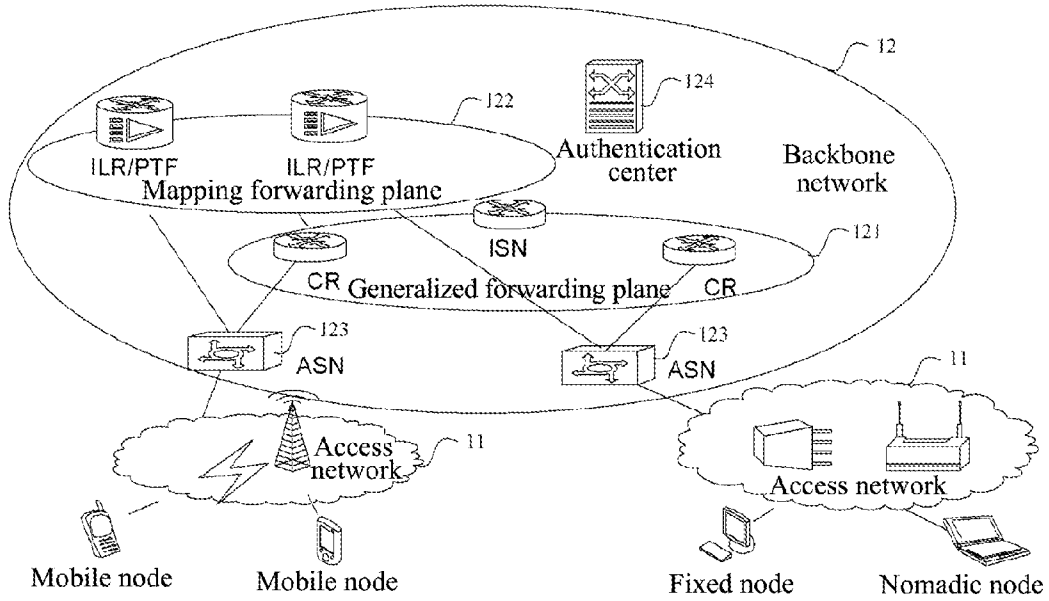 12
122
124
ILR/PTF
ILR/PTF
Mapping forwarding plane
Authentication
center
Backbone
network
ISN
121
CR
CR
Generalized forwarding plane
123
ASN
123
ASN
11
Access
network
11
Access network
Mobile node
Mobile node
Fixed node
Nomadic node